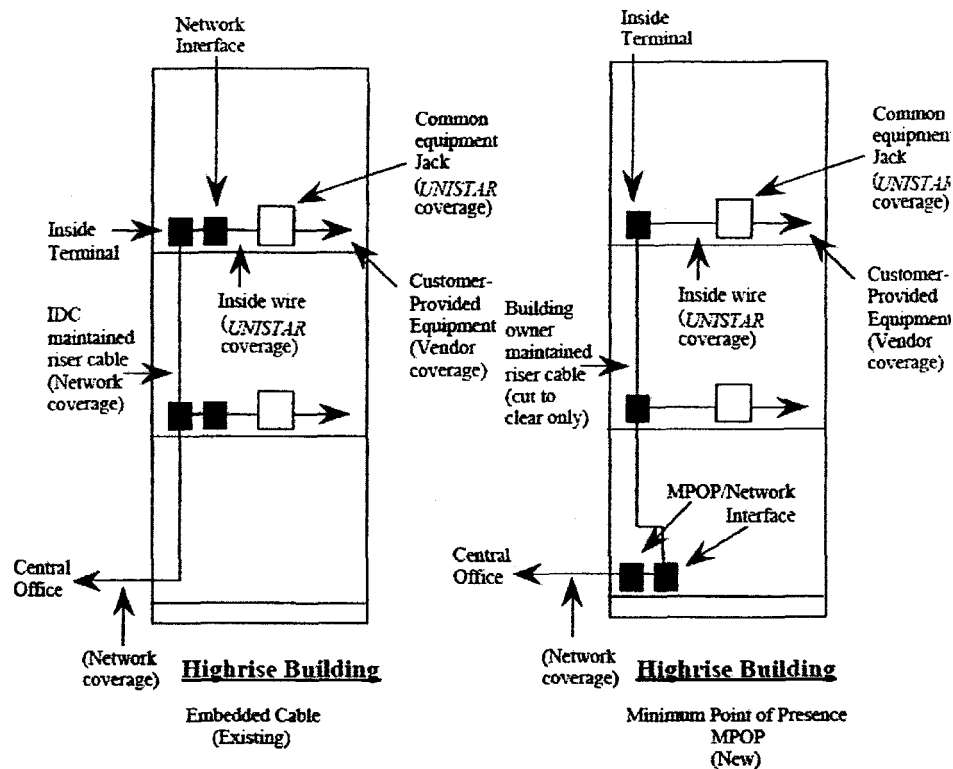 Network
Interface
Common
equipment
Jack
(UNISTAR
coverage)
Inside
Terminal
Inside wire
(UNISTAR
coverage)
Customer-
Provided
Equipment
(Vendor
coverage)
IDC
maintained
riser cable
(Network
coverage)
Central
Office
(Network
coverage)
Highrise Building
Embedded Cable
(Existing)
Inside
Terminal
Common
equipmen
Jack
(UNISTAR
coverage)
Inside wire
(UNISTAR
coverage)
Customer-
Provided
Equipment
(Vendor
coverage)
Building
owner
maintained
riser cable
(cut to
clear only)
MPOP/Network
Interface
Central
Office
(Network
coverage)
Highrise Building
Minimum Point of Presence
MPOP
(New)